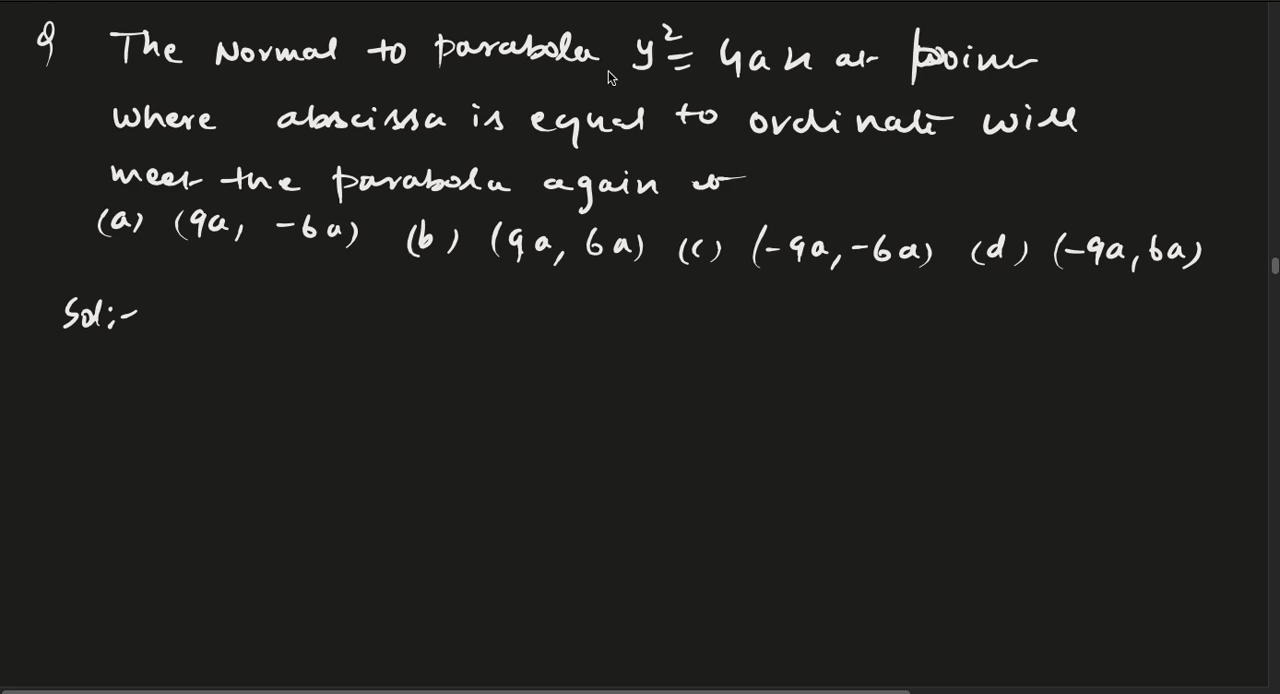 Q The Normal to parabola y² = 4ax at point
where abscissa is equal to ordinate will
meet the parabola again at
(a) (9a, -6a) (b) (9a, 6a) (c) (-9a, -6a) (d) (-9a, 6a)
Sol:-